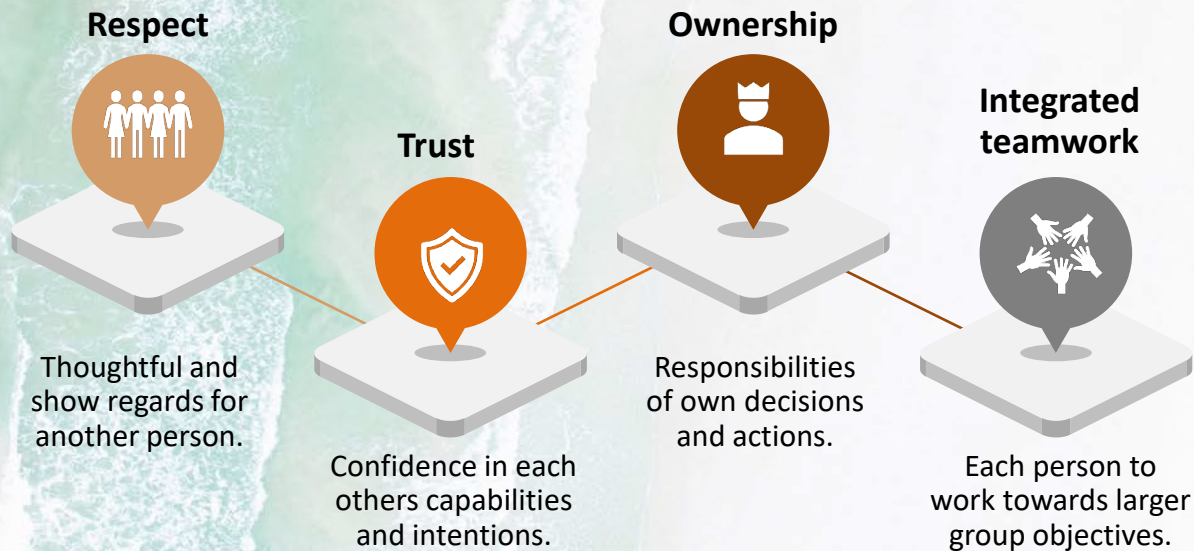 Respect
Thoughtful and
show regards for
another person.
Trust
Confidence in each
others capabilities
and intentions.
Ownership
Responsibilities
of own decisions
and actions.
Integrated
teamwork
Each person to
work towards larger
group objectives.